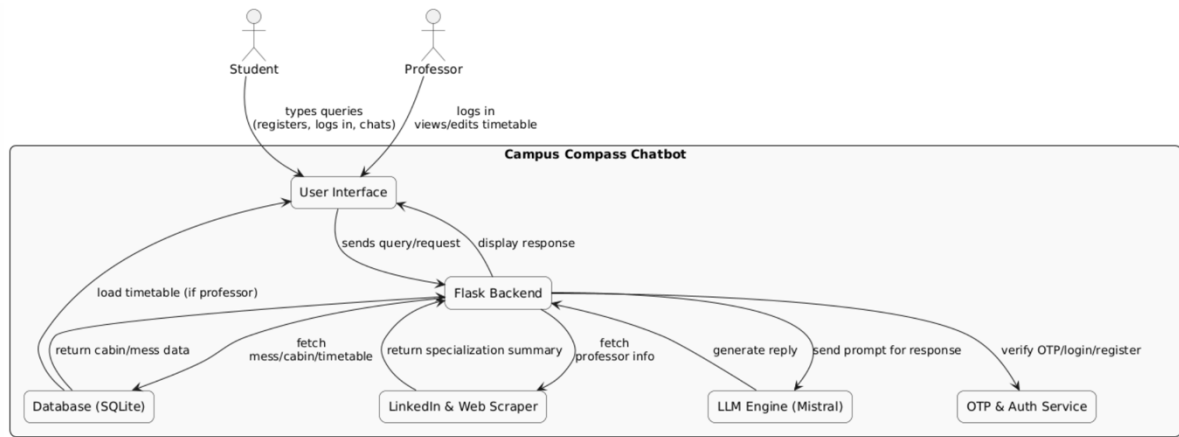 Student
Professor
types queries
(registers, logs in, chats)
logs in
views/edits timetable
Campus Compass Chatbot
User Interface
sends query/request
display response
Flask Backend
load timetable (if professor)
return cabin/mess data
fetch
mess/cabin/timetable
return specialization summary
fetch
professor info
generate reply
send prompt for response
verify OTP/login/register
Database (SQLite)
LinkedIn & Web Scraper
LLM Engine (Mistral)
OTP & Auth Service